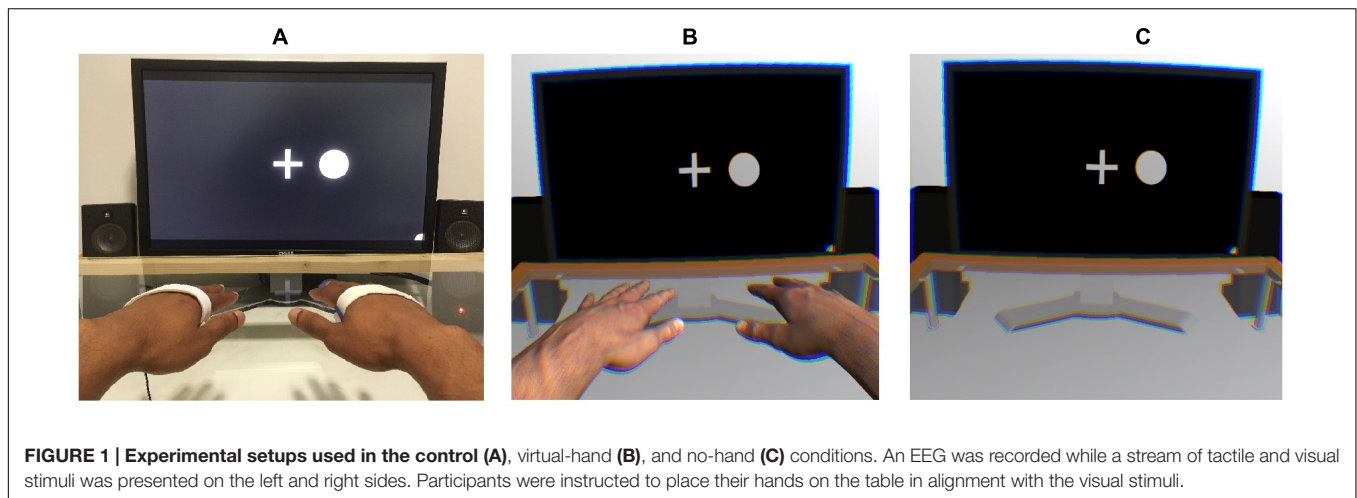 A B C
FIGURE 1 | Experimental setups used in the control (A), virtual-hand (B), and no-hand (C) conditions. An EEG was recorded while a stream of tactile and visual
stimuli was presented on the left and right sides. Participants were instructed to place their hands on the table in alignment with the visual stimuli.